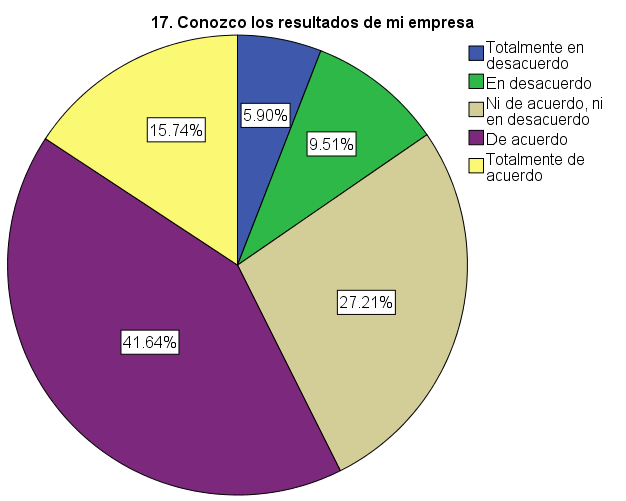 17. Conozco los resultados de mi empresa
Totalmente en
desacuerdo
En desacuerdo
Ni de acuerdo, ni
en desacuerdo
De acuerdo
Totalmente de
acuerdo
5.90%
15.74%
9.51%
27.21%
41.64%